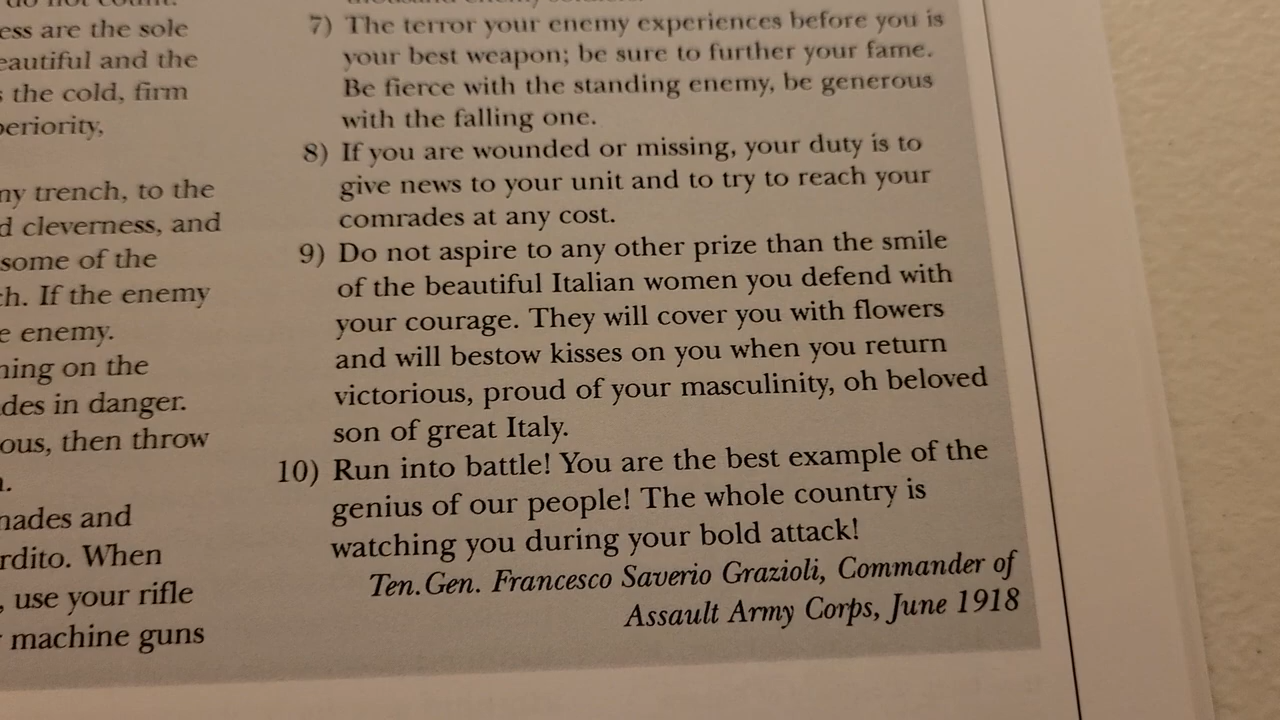 ess are the sole
eautiful and the
s the cold, firm
periority,
ny trench, to the
d cleverness, and
some of the
ch. If the enemy
e enemy.
ning on the
des in danger.
ous, then throw
nades and
rdito. When
, use your rifle
machine guns
7) The terror your enemy experiences before you is
your best weapon; be sure to further your fame.
Be fierce with the standing enemy, be generous
with the falling one.
8) If you are wounded or missing, your duty is to
give news to your unit and to try to reach your
comrades at any cost.
9) Do not aspire to any other prize than the smile
of the beautiful Italian women you defend with
your courage. They will cover you with flowers
and will bestow kisses on you when you return
victorious, proud of your masculinity, oh beloved
son of great Italy.
10) Run into battle! You are the best example of the
genius of our people! The whole country is
watching you during your bold attack!
Ten.Gen. Francesco Saverio Grazioli, Commander of
Assault Army Corps, June 1918